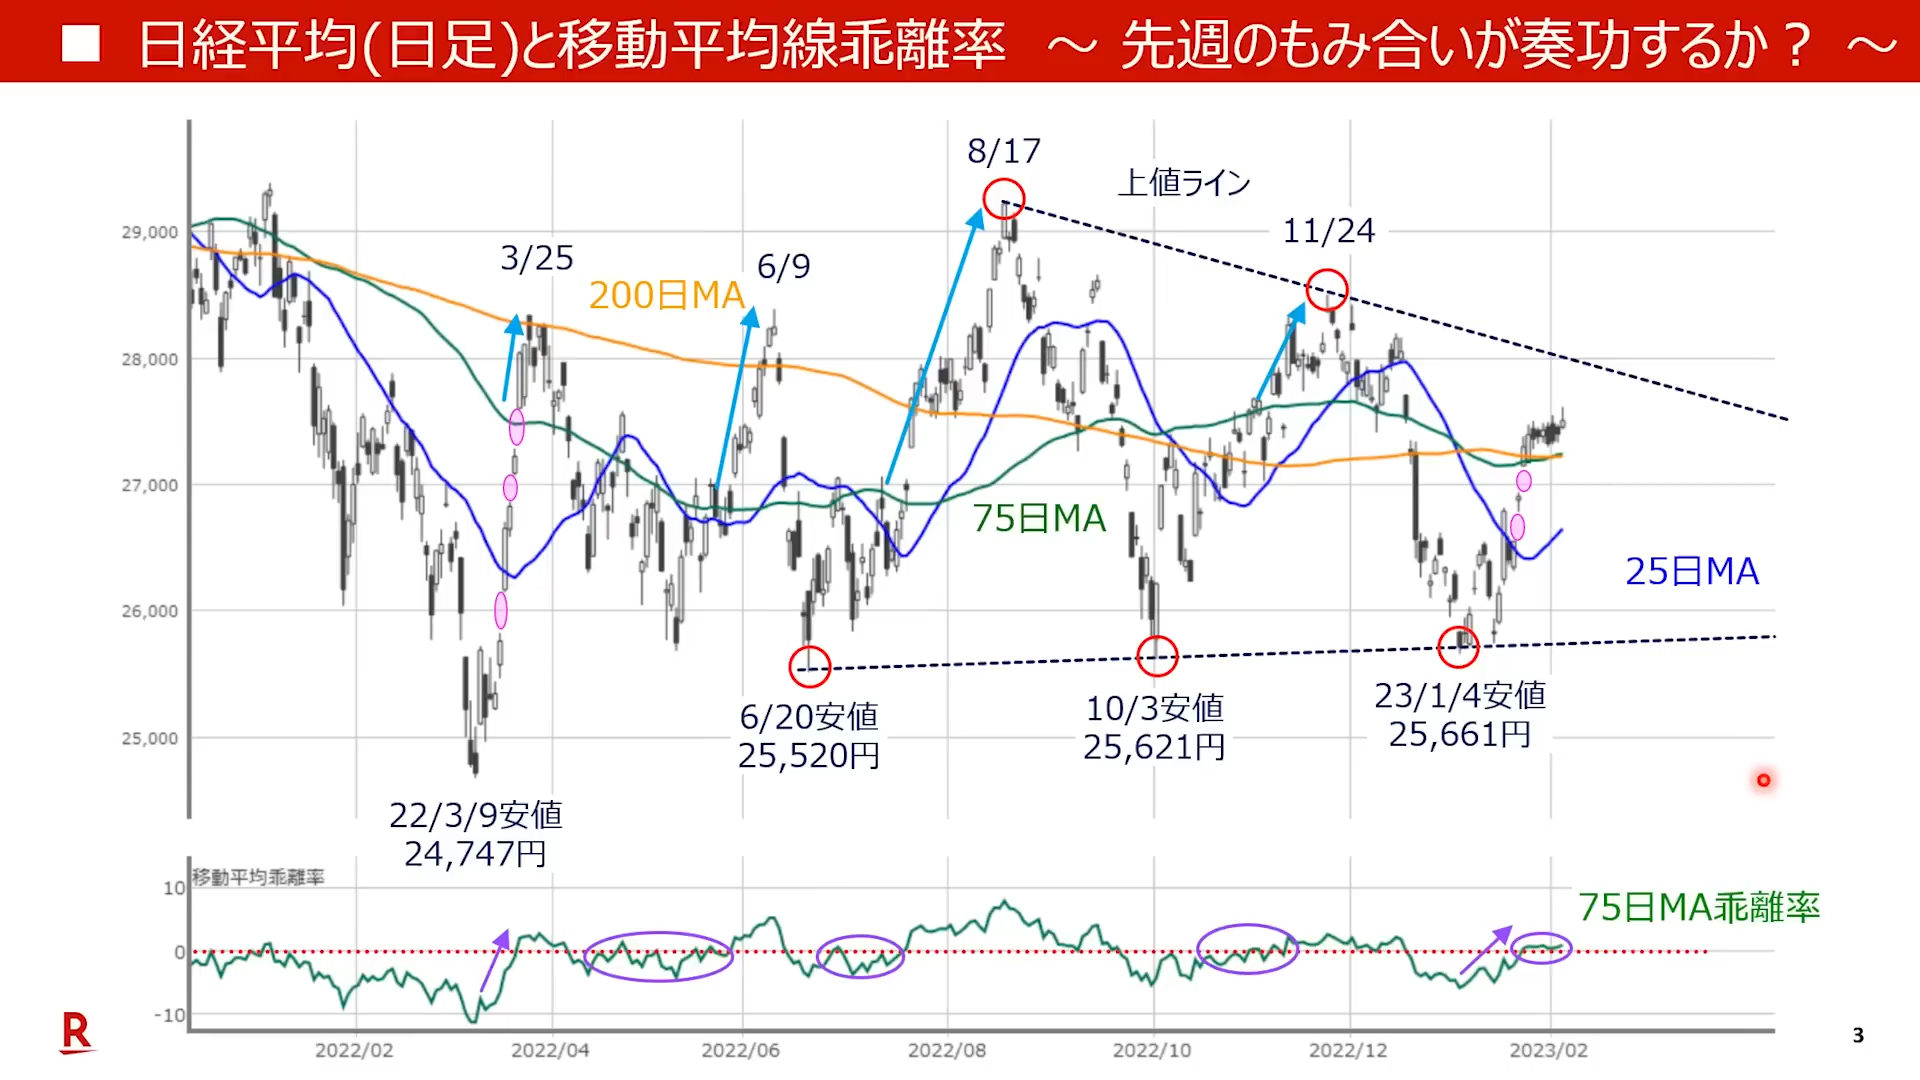 ■ 日経平均(日足)と移動平均線乖離率 ～ 先週のもみ合いが奏功するか？ ～
8/17
上値ライン
11/24
3/25
6/9
200日MA
29,000
28,000
27,000
26,000
25,000
75日MA
25日MA
6/20安値
25,520円
10/3安値
25,621円
23/1/4安値
25,661円
22/3/9安値
24,747円
移動平均乖離率
10
0
-10
75日MA乖離率
2022/02
2022/04
2022/06
2022/08
2022/10
2022/12
2023/02
R
3